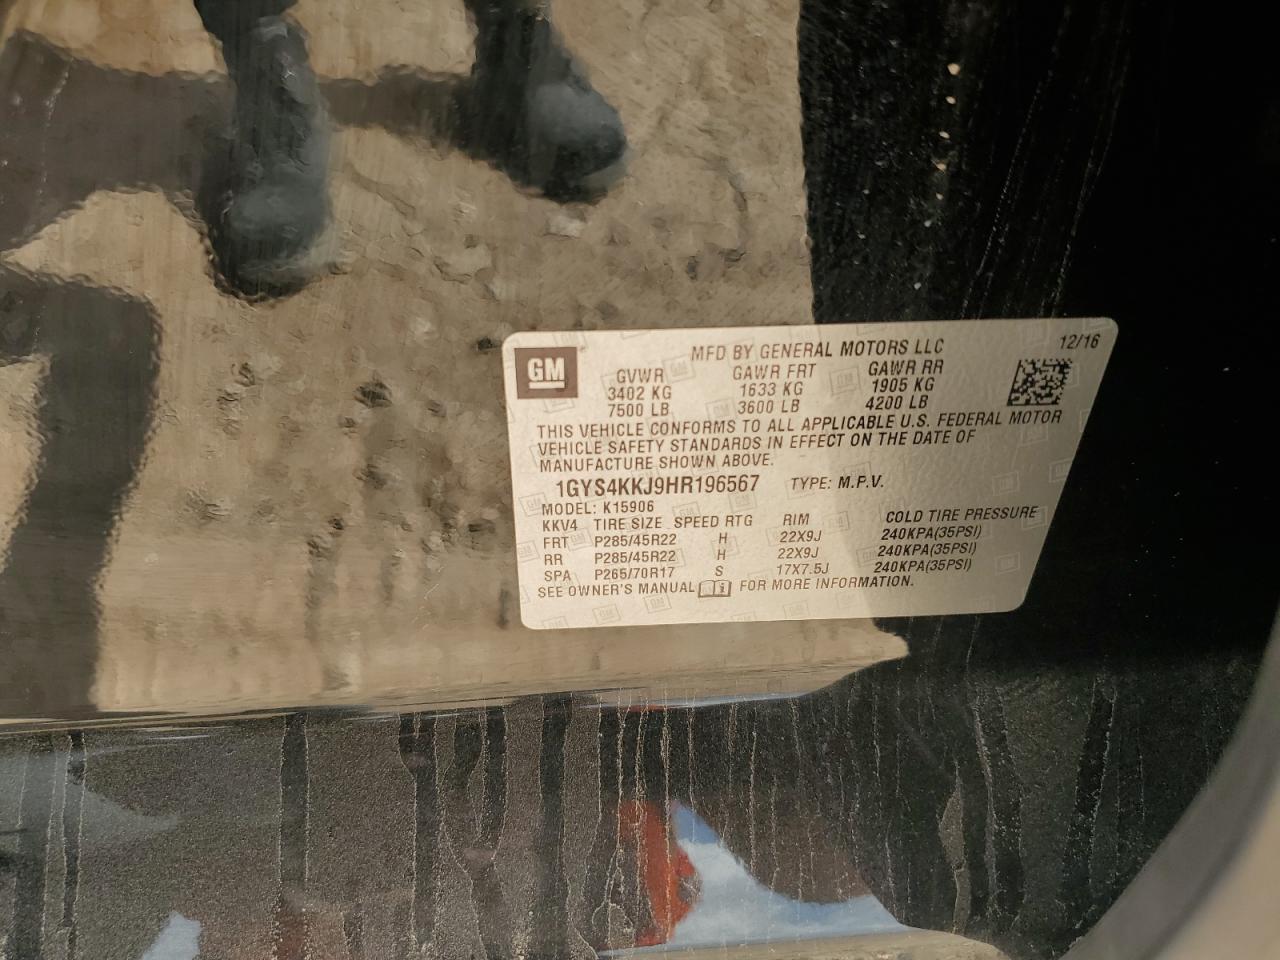 GM
MFD BY GENERAL MOTORS LLC 12/16
GVWR GAWR FRT GAWR RR
3402 KG 1633 KG 1905 KG
7500 LB 3600 LB 4200 LB
THIS VEHICLE CONFORMS TO ALL APPLICABLE U.S. FEDERAL MOTOR
VEHICLE SAFETY STANDARDS IN EFFECT ON THE DATE OF
MANUFACTURE SHOWN ABOVE.
1GYS4KKJ9HR196567 TYPE: M.P.V.
MODEL: K15906
KKV4 TIRE SIZE SPEED RTG RIM COLD TIRE PRESSURE
FRT P285/45R22 H 22X9J 240KPA(35PSI)
RR P285/45R22 H 22X9J 240KPA(35PSI)
SPA P265/70R17 S 17X7.5J 240KPA(35PSI)
SEE OWNER'S MANUAL FOR MORE INFORMATION.